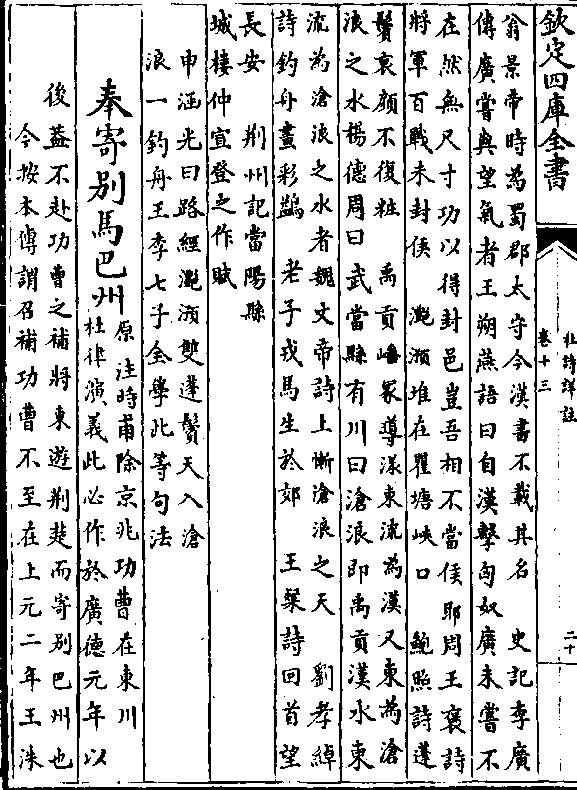 欽定四庫全書
杜詩詳註
卷十三
二十
翁景帝時為蜀郡太守今漢書不載其名　史記李廣
傳廣嘗與望氣者王朔燕語曰自漢擊匈奴廣未嘗不
在然無尺寸功以得封邑豈吾相不當侯耶周王褒詩
將軍百戰未封侯　灔澦堆在瞿塘峽口　鮑照詩蓬
鬢衰顔不復粧　禹貢嶓冢導漾東流為漢又東為滄
浪之水楊德周曰武當縣有川曰滄浪即禹貢漢水東
流為滄浪之水者魏文帝詩上慚滄浪之天　劉孝綽
詩釣舟畫彩鷁　老子戎馬生於郊　王粲詩回首望
長安　荆州記當陽縣
城樓仲宣登之作賦
申涵光曰路經灔澦雙蓬鬢天入滄
浪一釣舟王李七子全學此等句法
奉寄别馬巴州
原注時甫除京兆功曹在東川
杜律演義此必作於廣德元年以
後葢不赴功曹之補將東遊荆楚而寄别巴州也
今按本傳謂召補功曹不至在上元二年王洙